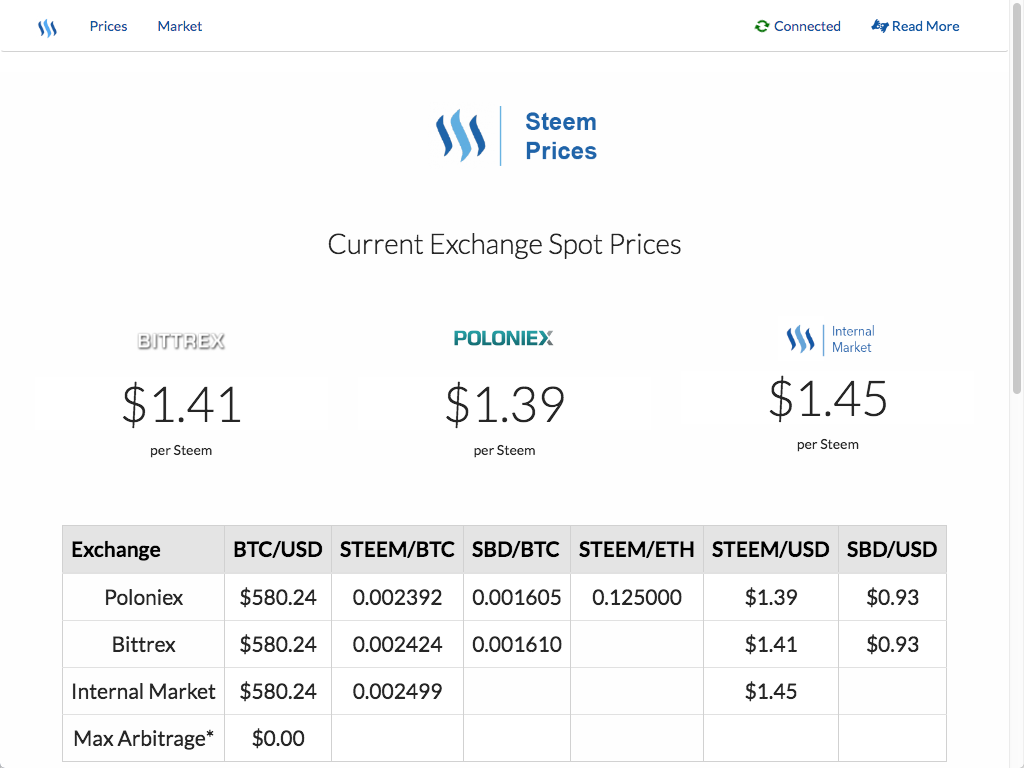 Prices Market Connected Read More
Steem
Prices
Current Exchange Spot Prices
BITTREX POLONIEX Internal
Market
$1.41 $1.39 $1.45
per Steem per Steem per Steem
Exchange BTC/USD STEEM/BTC SBD/BTC STEEM/ETH STEEM/USD SBD/USD
Poloniex $580.24 0.002392 0.001605 0.125000 $1.39 $0.93
Bittrex $580.24 0.002424 0.001610 $1.41 $0.93
Internal Market $580.24 0.002499 $1.45
Max Arbitrage* $0.00